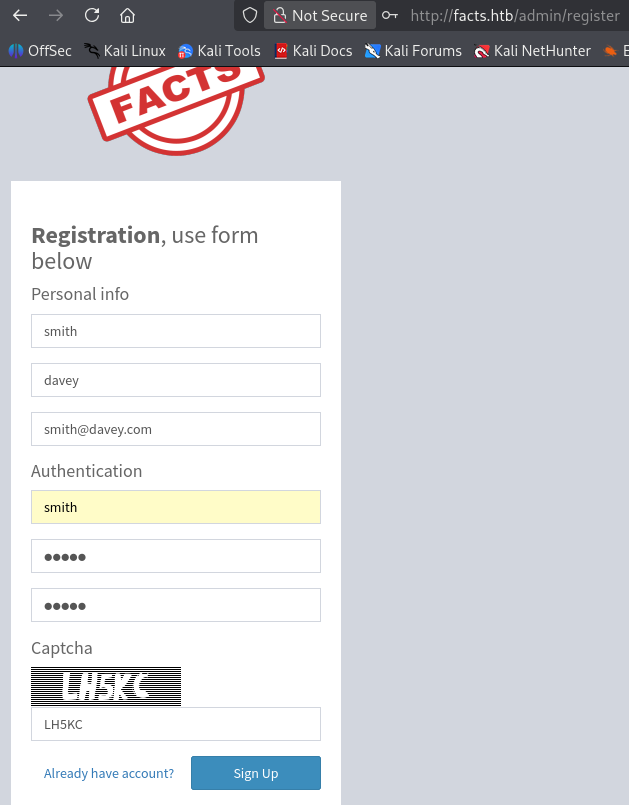 Not Secure http://facts.htb/admin/register
OffSec Kali Linux Kali Tools Kali Docs Kali Forums Kali NetHunter E
FACTS
Registration, use form
below
Personal info
smith
davey
smith@davey.com
Authentication
smith
●●●●●
●●●●●
Captcha
LH5KC
LH5KC
Already have account? Sign Up